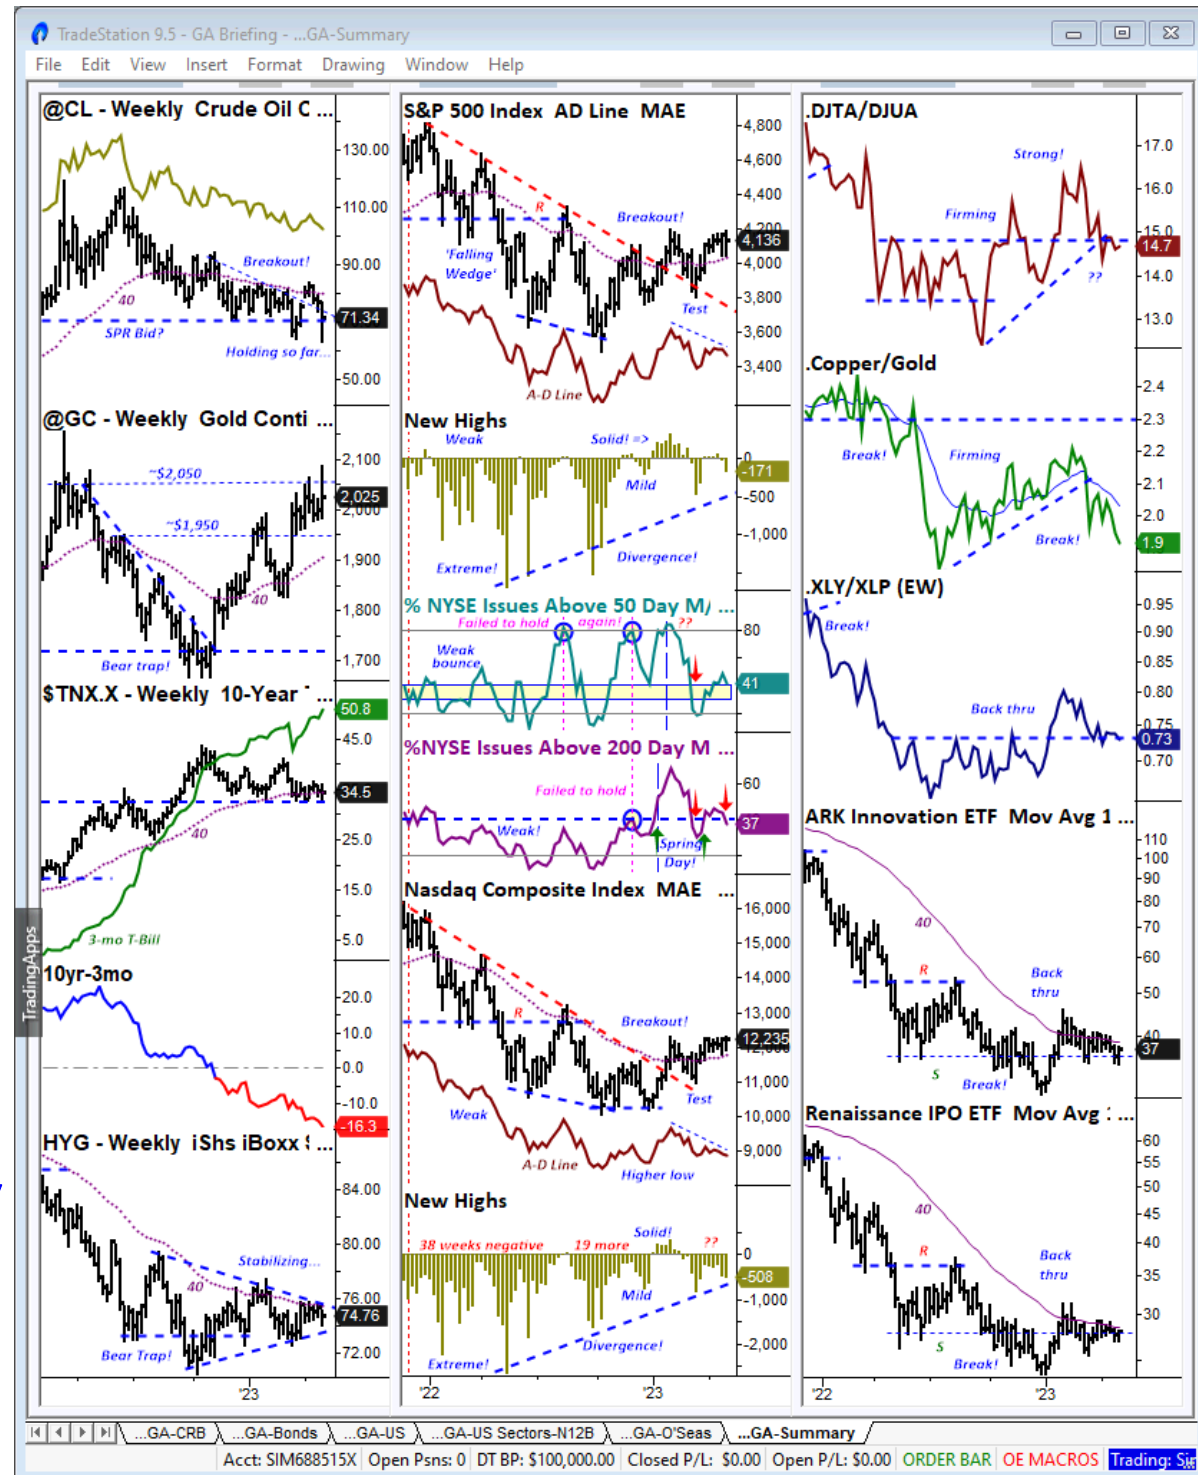 TradeStation 9.5 - GA Briefing - ...GA-Summary
File Edit View Insert Format Drawing Window Help
TradingApps
@CL - Weekly Crude Oil C ...
130.00
110.00
90.00
Breakout!
40
71.34
SPR Bid?
Holding so far...
50.00
@GC - Weekly Gold Conti ...
2,100
~$2,050
2,025
2,000
~$1,950
1,900
40
1,800
Bear trap!
1,700
$TNX.X - Weekly 10-Year
50.8
45.0
34.5
40
25.0
15.0
3-mo T-Bill
5.0
10yr-3mo
20.0
10.0
0.0
-10.0
-16.3
HYG - Weekly iShs iBoxx $ ...
84.00
80.00
Stabilizing...
40
76.00
74.76
Bear Trap!
72.00
'23
S&P 500 Index AD Line MAE
4,800
4,600
4,400
R
Breakout!
4,200
4,136
'Falling
Wedge'
4,000
3,800
Test
3,600
3,400
A-D Line
New Highs
Weak
Solid! =>
0
-171
Mild
-500
-1,000
Divergence!
Extreme!
% NYSE Issues Above 50 Day M/ ...
Failed to hold
again!
??
80
Weak
bounce
41
%NYSE Issues Above 200 Day M ...
60
Failed to hold
37
Weak!
Spring
Day!
Nasdaq Composite Index MAE ...
16,000
15,000
14,000
13,000
R
Breakout!
12,235
12,000
11,000
Test
10,000
Weak
9,000
A-D Line
Higher low
New Highs
Solid!
38 weeks negative
19 more
??
0
-508
Mild
-1,000
Divergence!
-2,000
Extreme!
'22
'23
.DJTA/DJUA
17.0
Strong!
16.0
Firming
15.0
14.7
??
14.0
13.0
.Copper/Gold
2.4
2.3
Break!
Firming
2.2
2.1
2.0
Break!
1.9
.XLY/XLP (EW)
0.95
Break!
0.90
0.85
0.80
Back thru
0.75
0.73
0.70
ARK Innovation ETF Mov Avg 1 ...
110
100
90
80
40
70
60
R
Back
thru
50
40
37
S
Break!
Renaissance IPO ETF Mov Avg 1 ...
60
55
50
45
40
40
R
Back
thru
35
30
S
Break!
'22
'23
...GA-CRB ...GA-Bonds ...GA-US ...GA-US Sectors-N12B ...GA-O'Seas ...GA-Summary
Acct: SIM688515X Open Psns: 0 DT BP: $100,000.00 Closed P/L: $0.00 Open P/L: $0.00 ORDER BAR OE MACROS Trading: